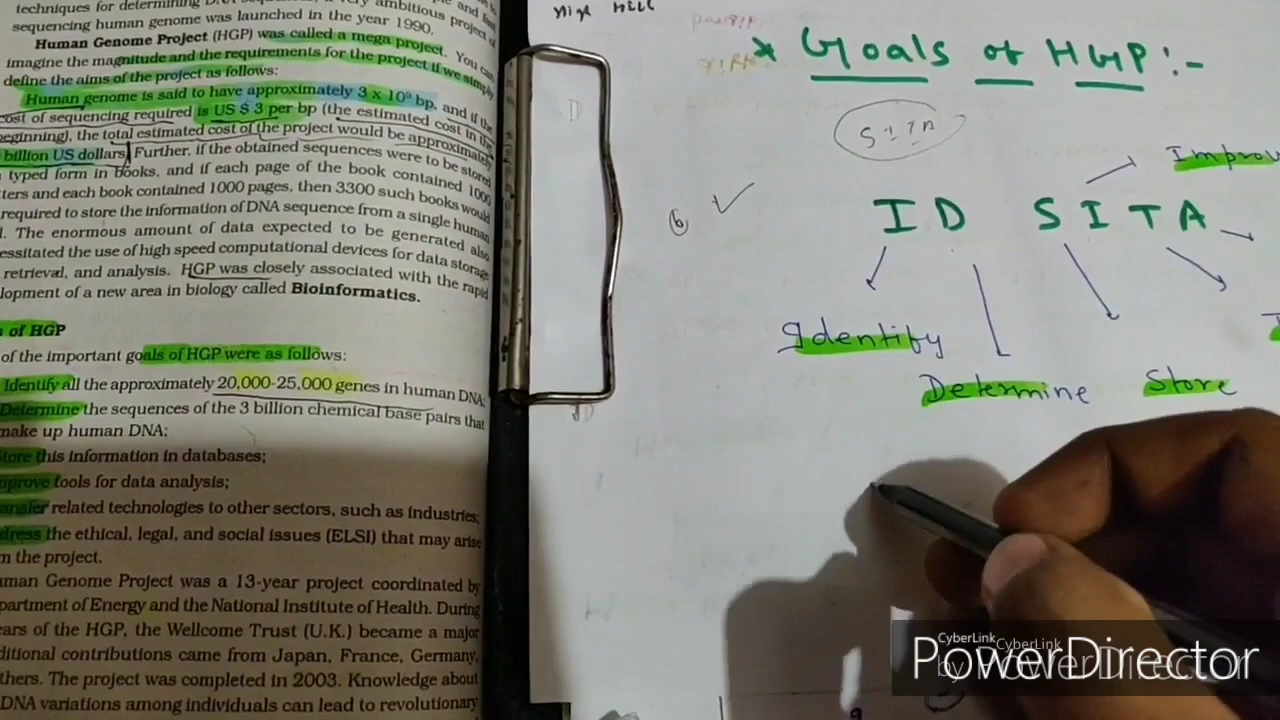 techniques for determining DNA
very ambitious project of
sequencing human genome was launched in the year 1990.
Human Genome Project (HGP) was called a mega project. You can
imagine the magnitude and the requirements for the project if we simply
define the aims of the project as follows:
Human genome is said to have approximately 3 x 10⁹ bp, and if the
cost of sequencing required is US $ 3 per bp (the estimated cost in the
beginning), the total estimated cost of the project would be approximately
billion US dollars. Further, if the obtained sequences were to be stored
typed form in books, and if each page of the book contained 1000
ters and each book contained 1000 pages, then 3300 such books would
required to store the information of DNA sequence from a single human
l. The enormous amount of data expected to be generated also
essitated the use of high speed computational devices for data storage
retrieval, and analysis. HGP was closely associated with the rapid
lopment of a new area in biology called Bioinformatics.
s of HGP
of the important goals of HGP were as follows:
Identify all the approximately 20,000-25,000 genes in human DNA;
Determine the sequences of the 3 billion chemical base pairs that
make up human DNA;
tore this information in databases;
mprove tools for data analysis;
ansfer related technologies to other sectors, such as industries;
dress the ethical, legal, and social issues (ELSI) that may arise
m the project.
uman Genome Project was a 13-year project coordinated by
partment of Energy and the National Institute of Health. During
ears of the HGP, the Wellcome Trust (U.K.) became a major
ditional contributions came from Japan, France, Germany,
thers. The project was completed in 2003. Knowledge about
DNA variations among individuals can lead to revolutionary
* Goals of HGP :-
Improv
6
I D S I T A
Identify
Determine Store
CyberLink
by PowerDirector
CyberLink
PowerDirector